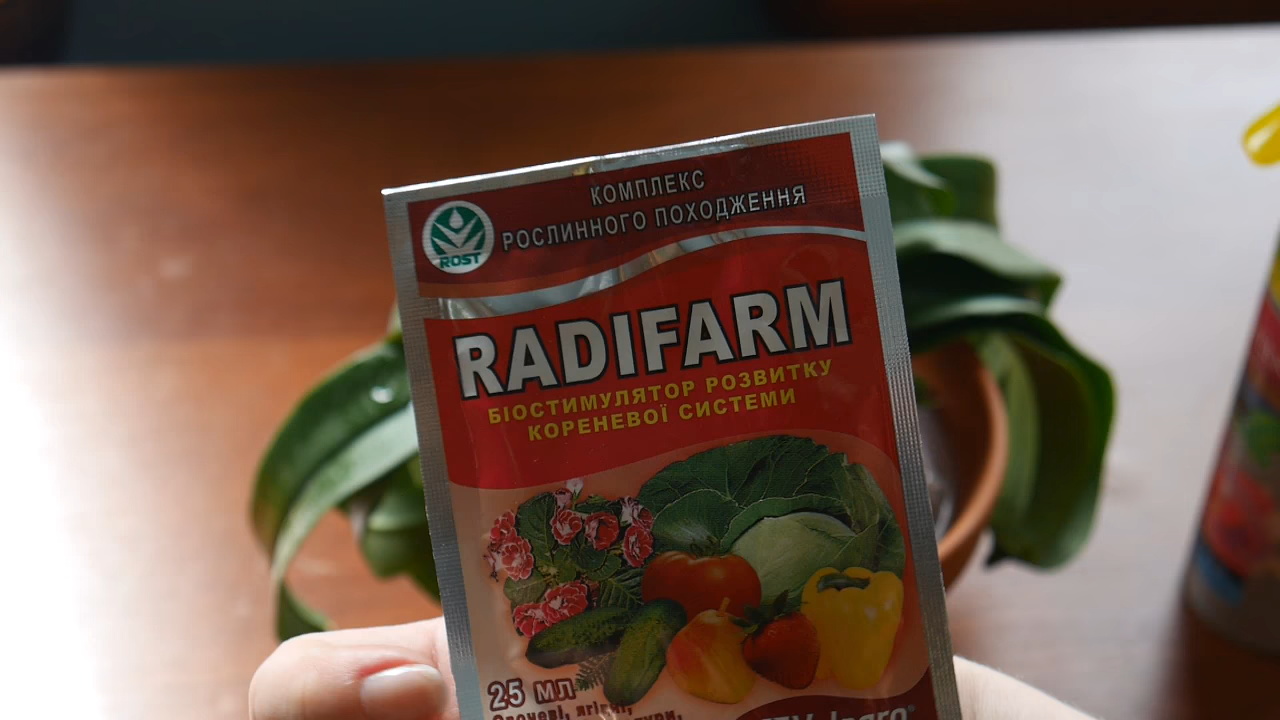 КОМПЛЕКС
РОСЛИННОГО ПОХОДЖЕННЯ
ROST
RADIFARM
БІОСТИМУЛЯТОР РОЗВИТКУ
КОРЕНЕВОЇ СИСТЕМИ
25 мл